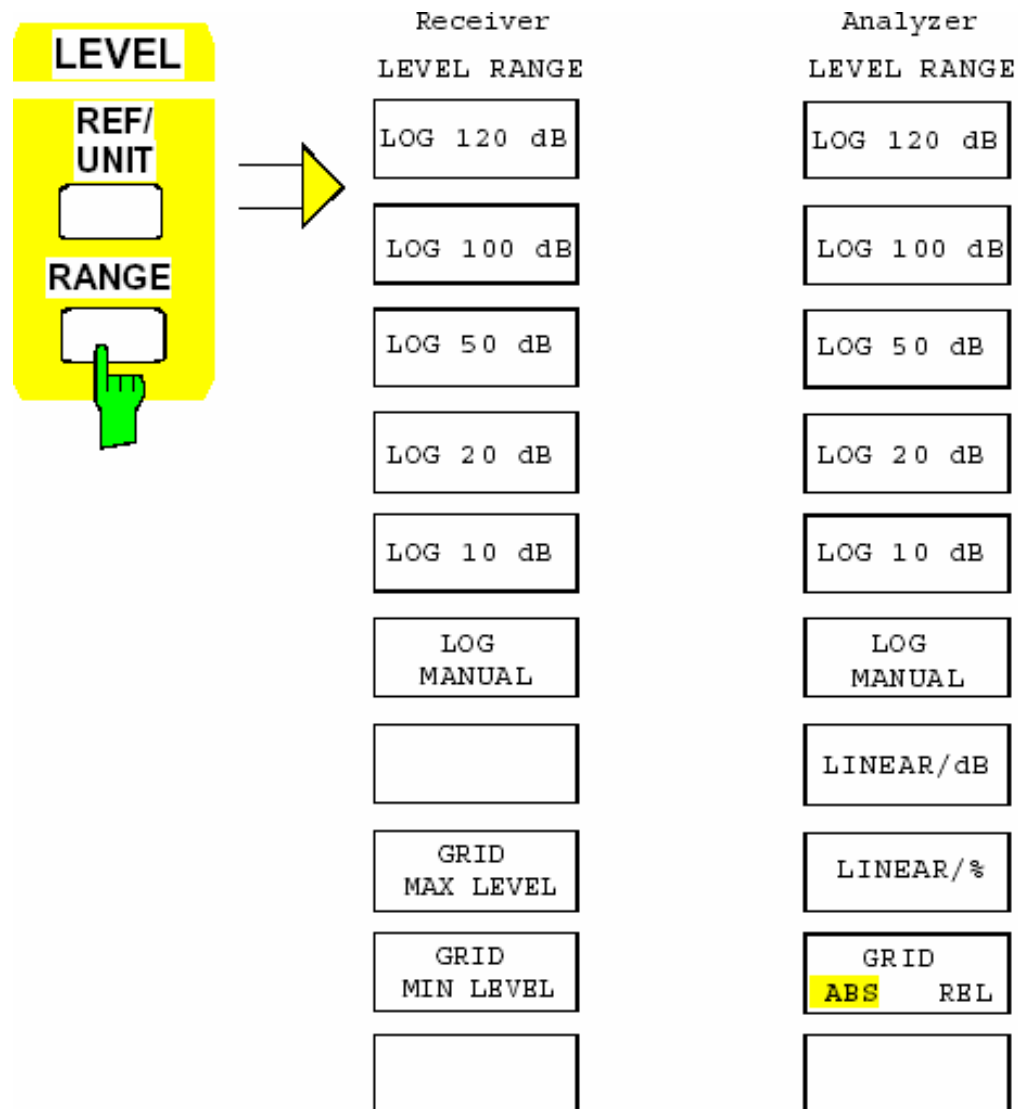 LEVEL
REF/
UNIT
RANGE
Receiver
LEVEL RANGE
LOG 120 dB
LOG 100 dB
LOG 50 dB
LOG 20 dB
LOG 10 dB
LOG
MANUAL
GRID
MAX LEVEL
GRID
MIN LEVEL
Analyzer
LEVEL RANGE
LOG 120 dB
LOG 100 dB
LOG 50 dB
LOG 20 dB
LOG 10 dB
LOG
MANUAL
LINEAR/dB
LINEAR/%
GRID
ABS REL